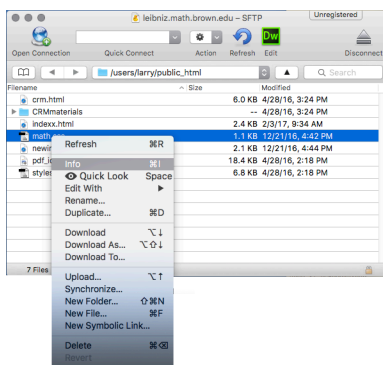 leibniz.math.brown.edu – SFTP
Unregistered
Open Connection Quick Connect Action Refresh Edit Disconnect
Dw
/users/larry/public_html
Search
Filename Size Modified
crm.html 6.0 KB 4/28/16, 3:24 PM
CRMmaterials -- 4/28/16, 3:24 PM
indexx.html 2.4 KB 2/3/17, 9:34 AM
1.1 KB 12/21/16, 4:42 PM
2.1 KB 12/21/16, 4:44 PM
18.4 KB 4/28/16, 2:18 PM
6.8 KB 4/28/16, 2:18 PM
Refresh ⌘R
Info ⌘I
Quick Look Space
Edit With ▶
Rename...
Duplicate... ⌘D
Download ⌥↓
Download As... ⌥⇧↓
Download To...
7 Files
Upload... ⌥↑
Synchronize...
New Folder... ⇧⌘N
New File... ⌘F
New Symbolic Link...
Delete ⌘⌫
Revert